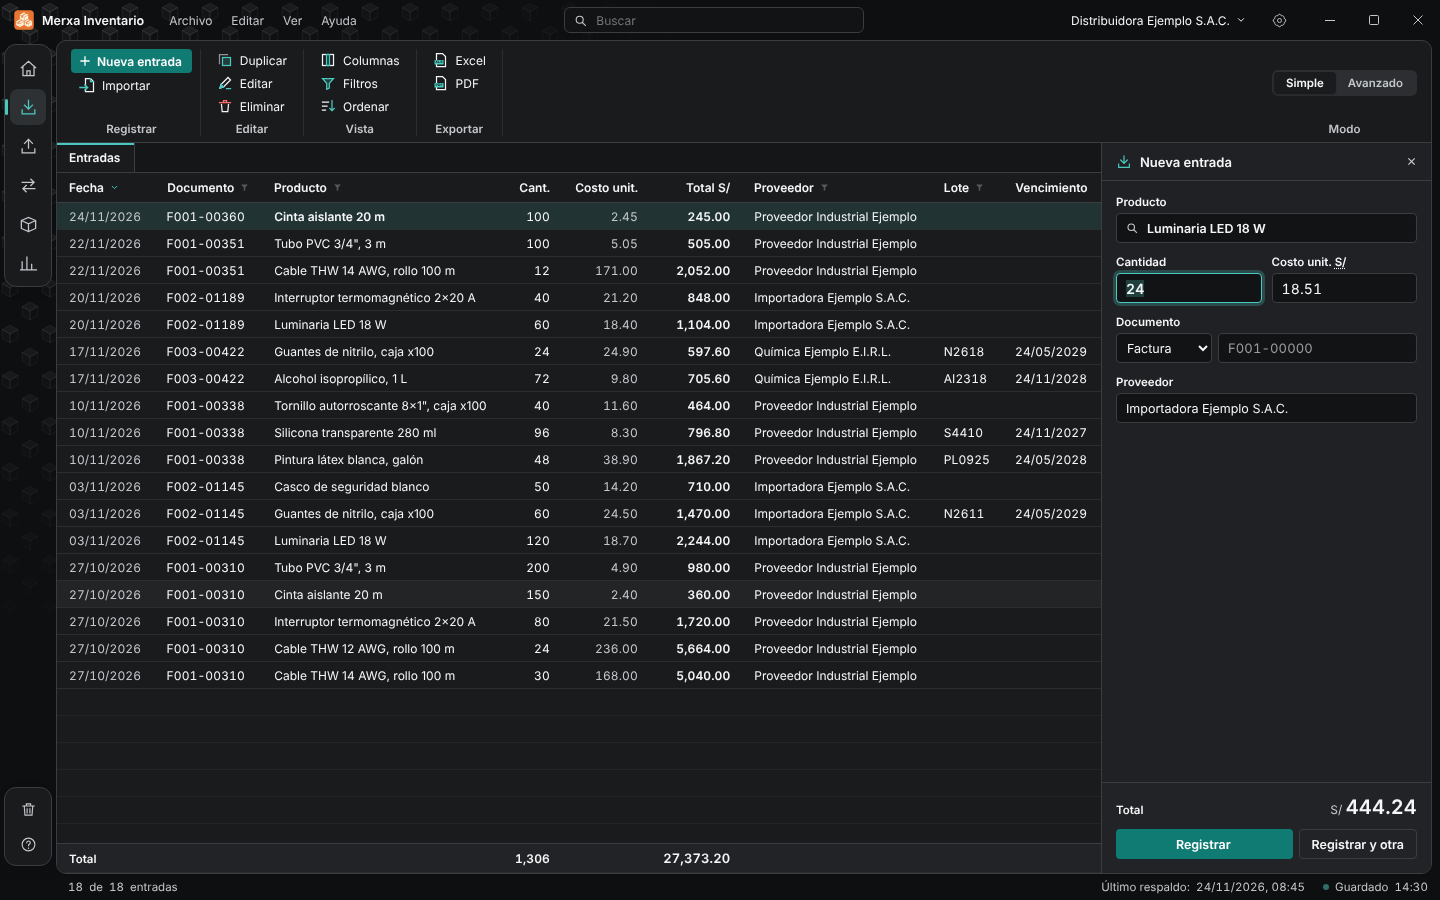 Merxa Inventario Archivo Editar Ver Ayuda Buscar Distribuidora Ejemplo S.A.C.
Nueva entrada Duplicar Columnas Excel
Importar Editar Filtros PDF Simple Avanzado
Eliminar Ordenar
Registrar Editar Vista Exportar Modo
Entradas
Fecha Documento Producto Cant. Costo unit. Total S/ Proveedor Lote Vencimiento
24/11/2026 F001-00360 Cinta aislante 20 m 100 2.45 245.00 Proveedor Industrial Ejemplo
22/11/2026 F001-00351 Tubo PVC 3/4", 3 m 100 5.05 505.00 Proveedor Industrial Ejemplo
22/11/2026 F001-00351 Cable THW 14 AWG, rollo 100 m 12 171.00 2,052.00 Proveedor Industrial Ejemplo
20/11/2026 F002-01189 Interruptor termomagnético 2×20 A 40 21.20 848.00 Importadora Ejemplo S.A.C.
20/11/2026 F002-01189 Luminaria LED 18 W 60 18.40 1,104.00 Importadora Ejemplo S.A.C.
17/11/2026 F003-00422 Guantes de nitrilo, caja x100 24 24.90 597.60 Química Ejemplo E.I.R.L. N2618 24/05/2029
17/11/2026 F003-00422 Alcohol isopropílico, 1 L 72 9.80 705.60 Química Ejemplo E.I.R.L. AI2318 24/11/2028
10/11/2026 F001-00338 Tornillo autorroscante 8×1", caja x100 40 11.60 464.00 Proveedor Industrial Ejemplo
10/11/2026 F001-00338 Silicona transparente 280 ml 96 8.30 796.80 Proveedor Industrial Ejemplo S4410 24/11/2027
10/11/2026 F001-00338 Pintura látex blanca, galón 48 38.90 1,867.20 Proveedor Industrial Ejemplo PL0925 24/05/2028
03/11/2026 F002-01145 Casco de seguridad blanco 50 14.20 710.00 Importadora Ejemplo S.A.C.
03/11/2026 F002-01145 Guantes de nitrilo, caja x100 60 24.50 1,470.00 Importadora Ejemplo S.A.C. N2611 24/05/2029
03/11/2026 F002-01145 Luminaria LED 18 W 120 18.70 2,244.00 Importadora Ejemplo S.A.C.
27/10/2026 F001-00310 Tubo PVC 3/4", 3 m 200 4.90 980.00 Proveedor Industrial Ejemplo
27/10/2026 F001-00310 Cinta aislante 20 m 150 2.40 360.00 Proveedor Industrial Ejemplo
27/10/2026 F001-00310 Interruptor termomagnético 2×20 A 80 21.50 1,720.00 Proveedor Industrial Ejemplo
27/10/2026 F001-00310 Cable THW 12 AWG, rollo 100 m 24 236.00 5,664.00 Proveedor Industrial Ejemplo
27/10/2026 F001-00310 Cable THW 14 AWG, rollo 100 m 30 168.00 5,040.00 Proveedor Industrial Ejemplo
Total 1,306 27,373.20
Nueva entrada
Producto
Luminaria LED 18 W
Cantidad Costo unit. S/
24 18.51
Documento
Factura F001-00000
Proveedor
Importadora Ejemplo S.A.C.
Total S/ 444.24
Registrar Registrar y otra
18 de 18 entradas Último respaldo: 24/11/2026, 08:45 Guardado 14:30